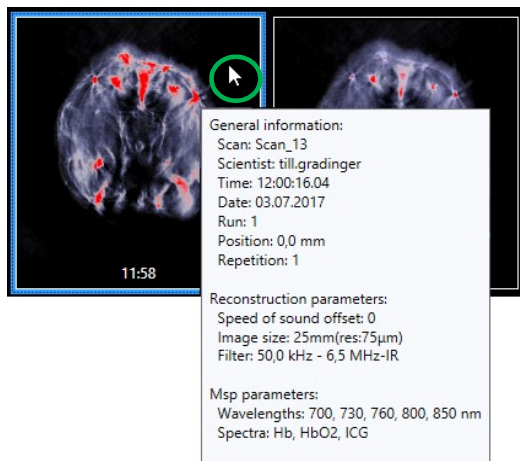 11:58
General information:
Scan: Scan_13
Scientist: till.gradinger
Time: 12:00:16.04
Date: 03.07.2017
Run: 1
Position: 0,0 mm
Repetition: 1
Reconstruction parameters:
Speed of sound offset: 0
Image size: 25mm(res:75µm)
Filter: 50,0 kHz - 6,5 MHz-IR
Msp parameters:
Wavelengths: 700, 730, 760, 800, 850 nm
Spectra: Hb, HbO2, ICG